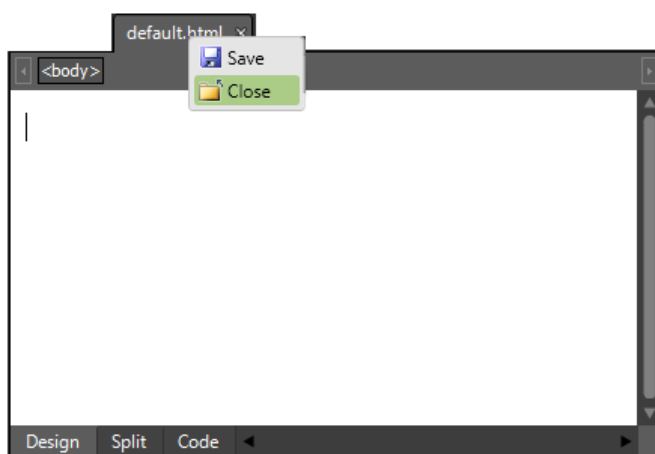 default.html ×
Save
<body>
Close
Design Split Code